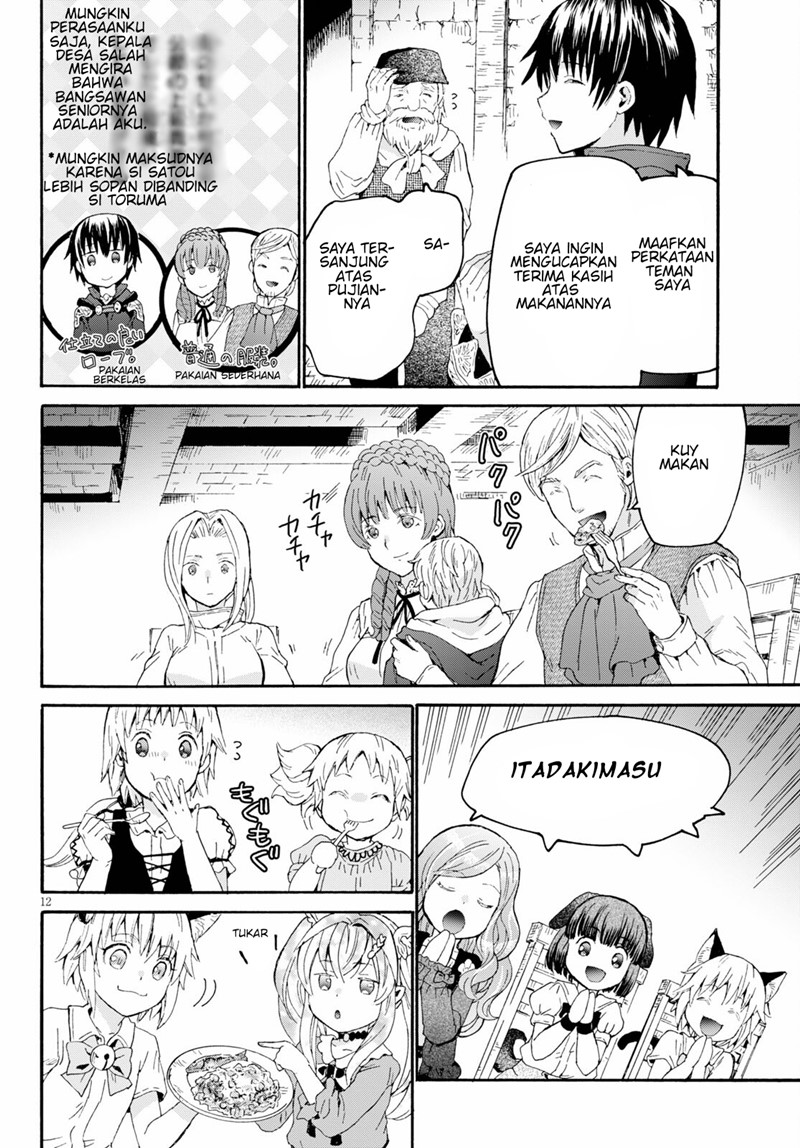 MAAFKAN
PERKATAAN
TEMAN
SAYA
SAYA INGIN
MENGUCAPKAN
TERIMA KASIH
ATAS
MAKANANNYA
SA-
SAYA TER-
SANJUNG
ATAS
PUJIAN-
NYA
MUNGKIN
PERASAANKU
SAJA, KEPALA
DESA SALAH
MENGIRA
BAHWA
BANGSAWAN
SENIORNYA
ADALAH AKU.
*MUNGKIN MAKSUDNYA
KARENA SI SATOU
LEBIH SOPAN DIBANDING
SI TORUMA
普通の服装。
PAKAIAN SEDERHANA
仕立ての良い
ローブ。
PAKAIAN
BERKELAS
KUY
MAKAN
パクパク
カチャ
カチャ
ITADAKIMASU
もぐもぐ
12
TUKAR